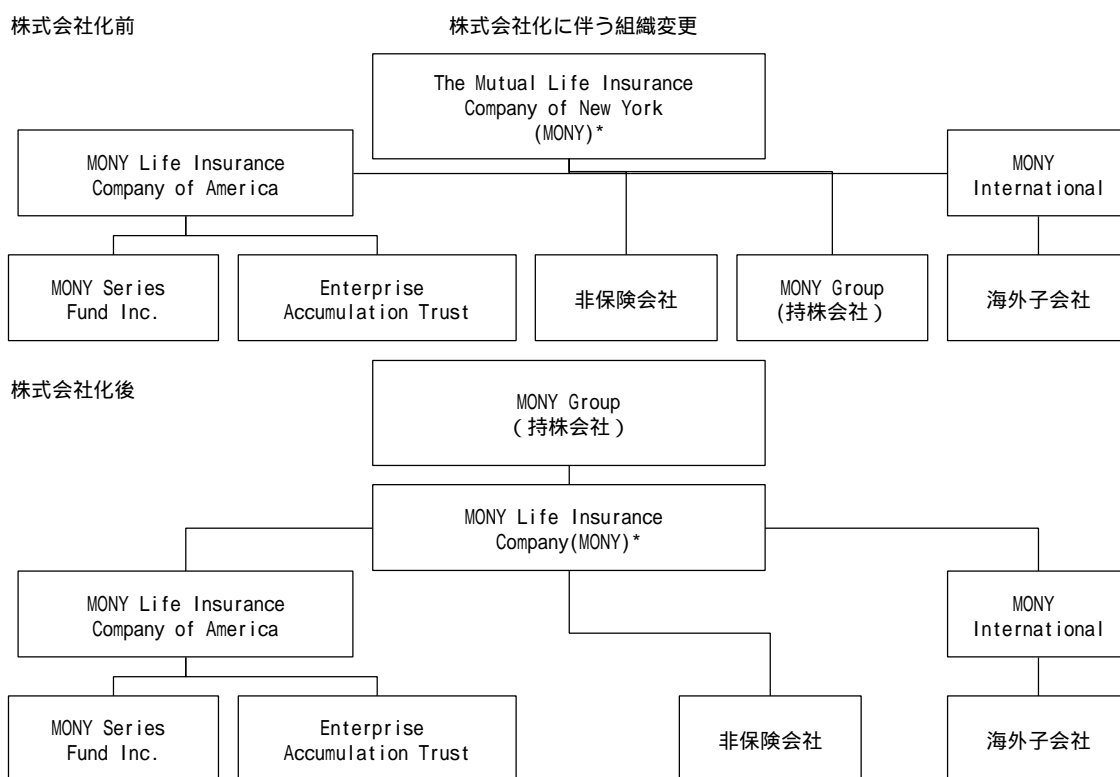 株式会社化前
株式会社化に伴う組織変更
The Mutual Life Insurance
Company of New York
(MONY)*
MONY Life Insurance
Company of America
MONY
International
MONY Series
Fund Inc.
Enterprise
Accumulation Trust
非保険会社
MONY Group
(持株会社)
海外子会社
株式会社化後
MONY Group
(持株会社)
MONY Life Insurance
Company(MONY)*
MONY Life Insurance
Company of America
MONY
International
MONY Series
Fund Inc.
Enterprise
Accumulation Trust
非保険会社
海外子会社